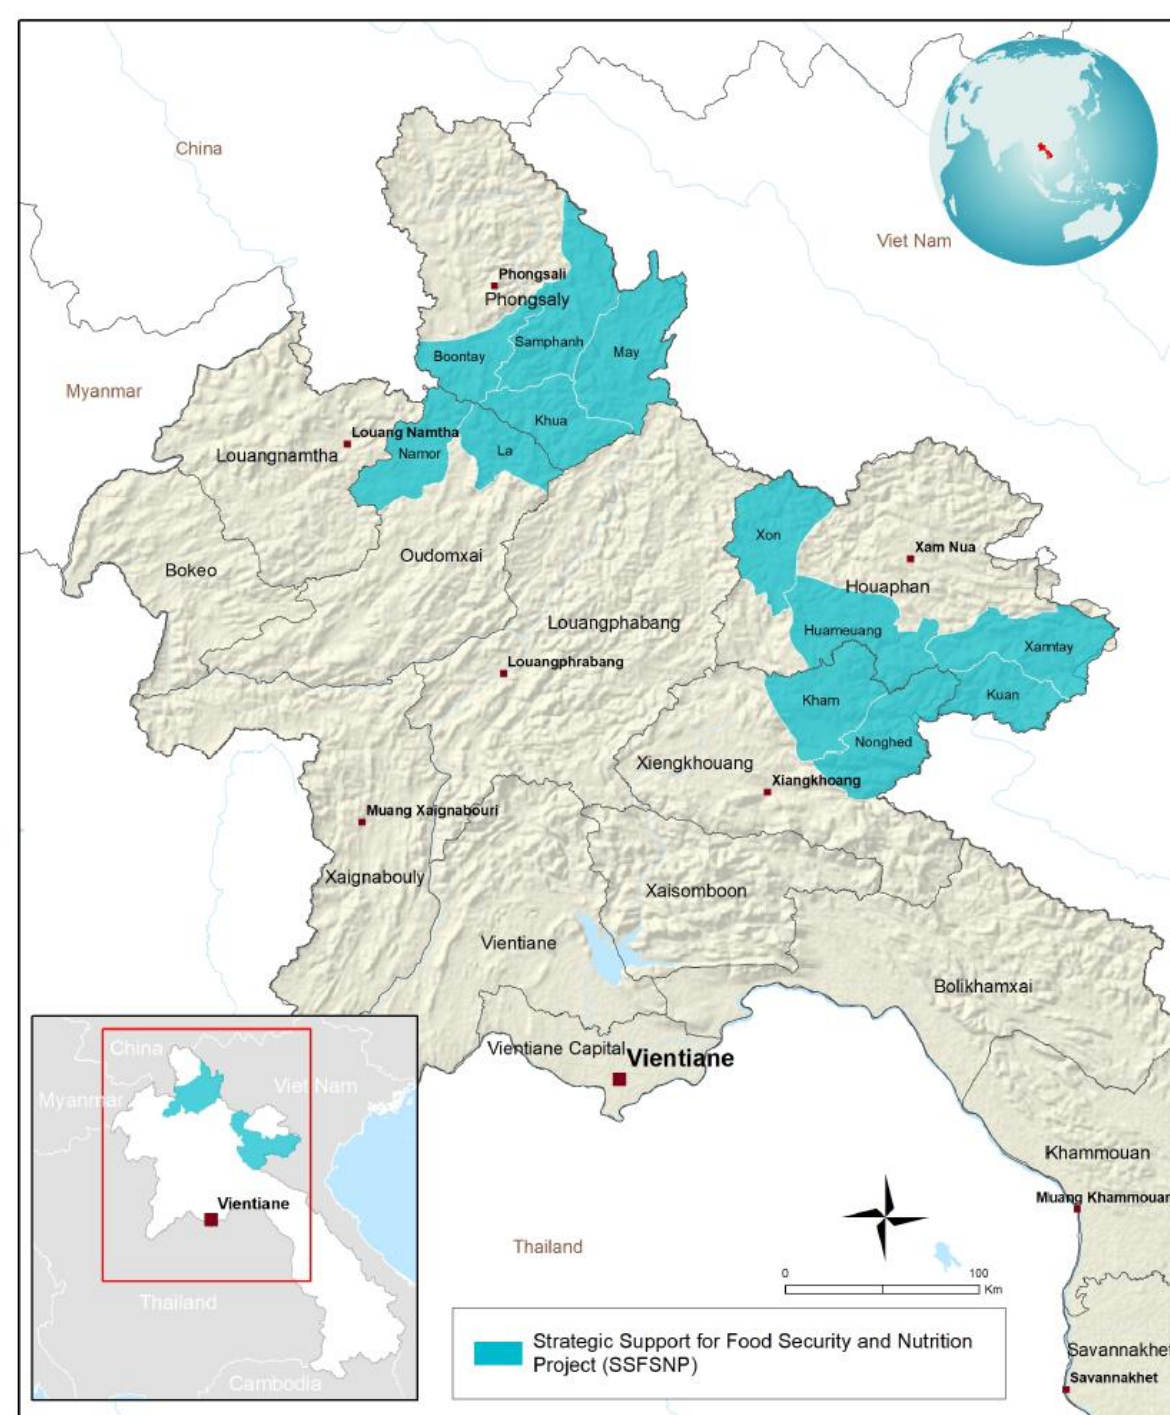 China
Viet Nam
Phongsali
Phongsaly
Samphanh
Boontay
May
Myanmar
Khua
Louang Namtha
La
Namor
Louangnamtha
Xon
Xam Nua
Oudomxai
Bokeo
Houaphan
Louangphabang
Huameuang
Xamtay
Louangphrabang
Kuan
Kham
Nonghed
Xiengkhouang
Xiangkhoang
Muang Xaignabouri
Xaignabouly
Xaisomboon
Vientiane
Bolikhamxai
Vientiane Capital
Vientiane
China
Viet Nam
Myanmar
Vientiane
Thailand
Cambodia
Khammouan
Muang Khammouan
Thailand
0 100
Km
Strategic Support for Food Security and Nutrition
Project (SSFSNP)
Savannakhet
Savannakhet